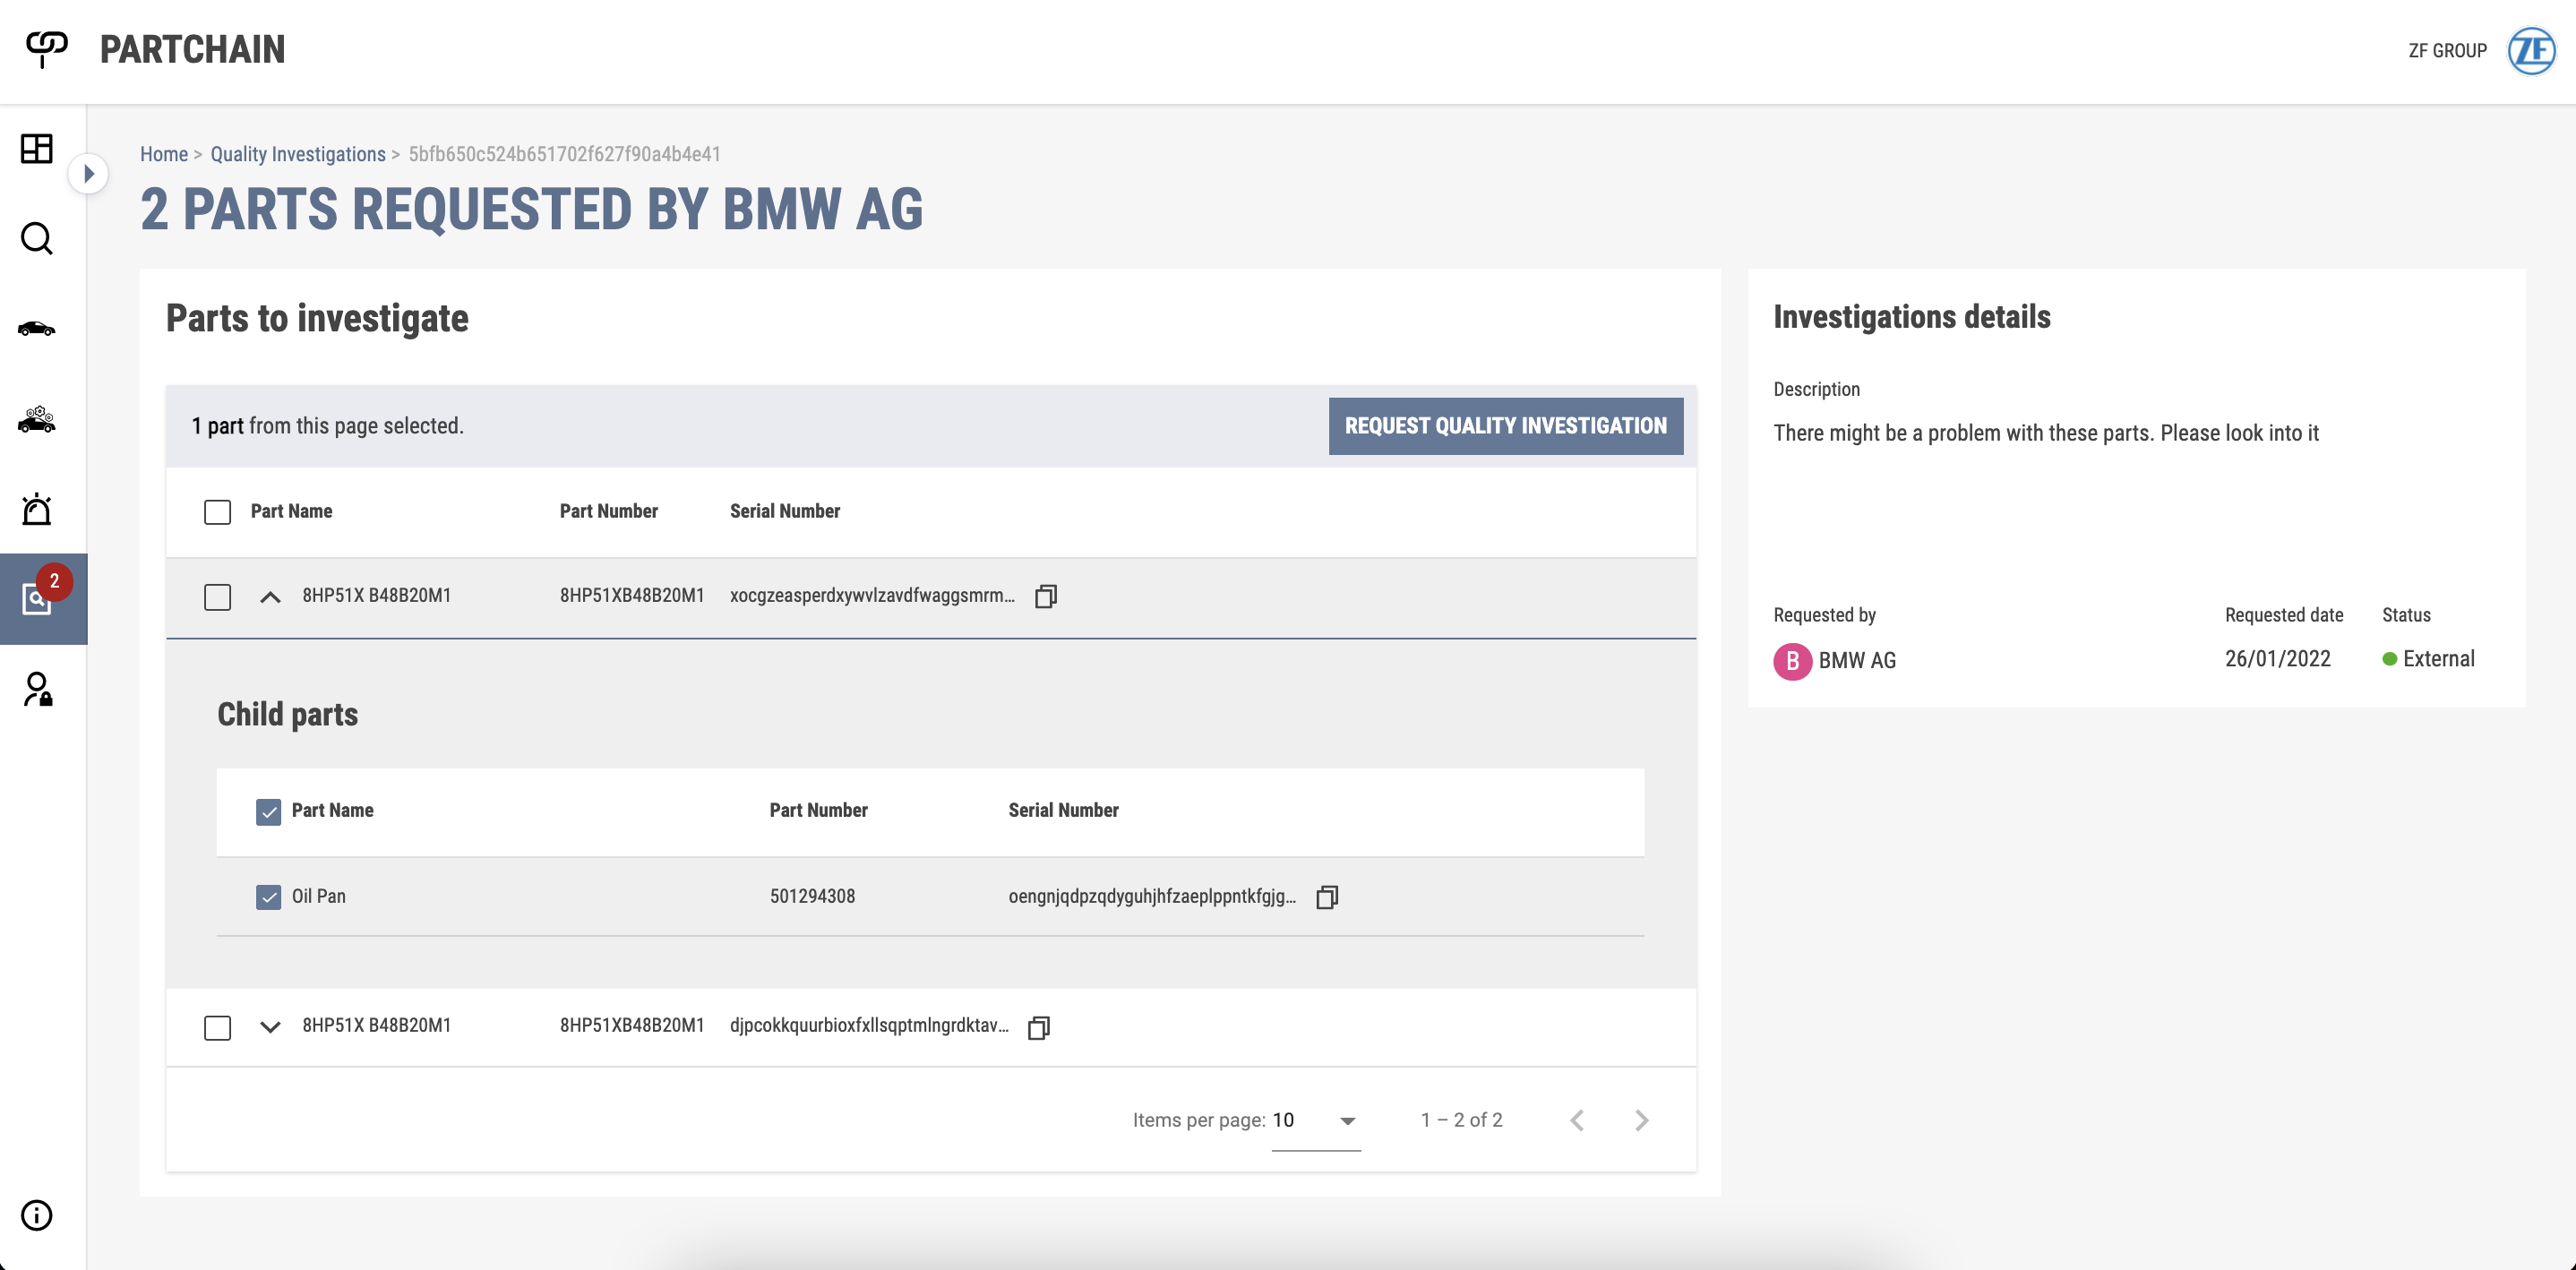 PARTCHAIN
ZF GROUP
ZF
Home > Quality Investigations > 5bfb650c524b651702f627f90a4b4e41
2 PARTS REQUESTED BY BMW AG
Parts to investigate
1 part from this page selected.
REQUEST QUALITY INVESTIGATION
Part Name Part Number Serial Number
8HP51X B48B20M1 8HP51XB48B20M1 xocgzeasperdxywvlzavdfwaggsmrm...
Child parts
Part Name Part Number Serial Number
Oil Pan 501294308 oengnjqdpzqdyguhjhfzaeplppntkfgjg...
8HP51X B48B20M1 8HP51XB48B20M1 djpcokkquurbioxfxllsqptmlngrdktav...
Items per page: 10 1 – 2 of 2
Investigations details
Description
There might be a problem with these parts. Please look into it
Requested by Requested date Status
B BMW AG 26/01/2022 External
2